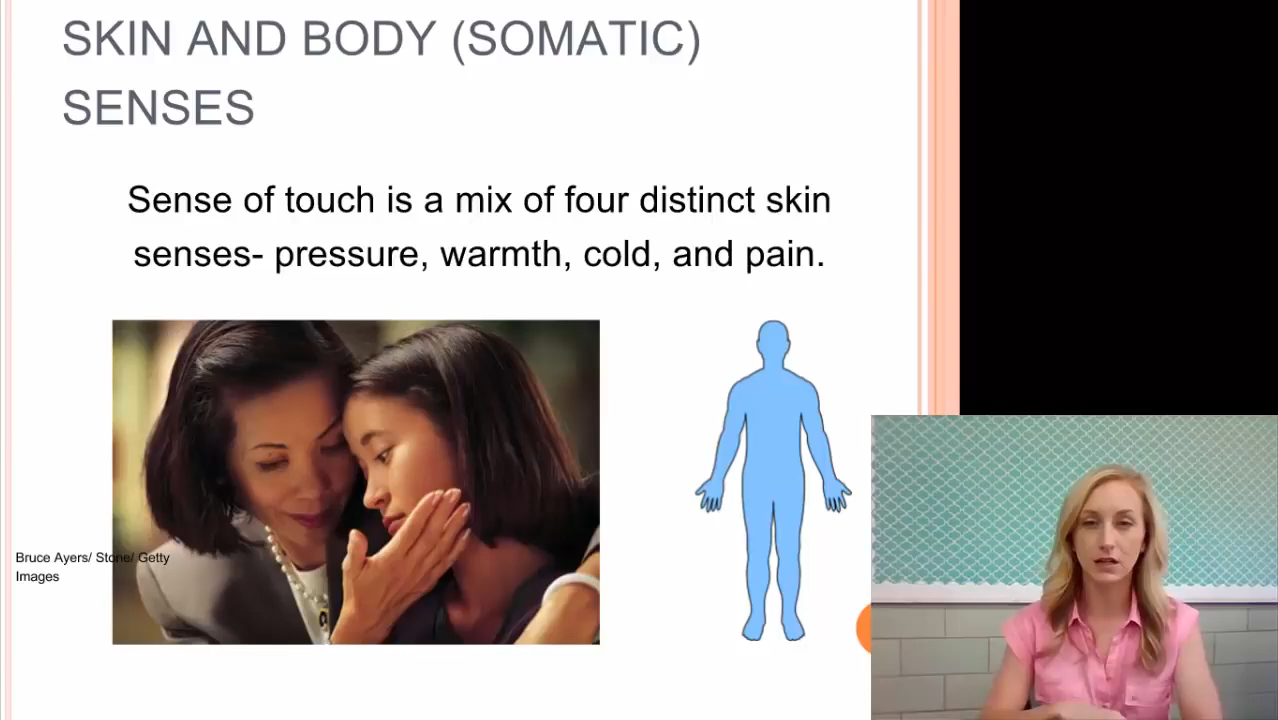 SKIN AND BODY (SOMATIC)
SENSES
Sense of touch is a mix of four distinct skin
senses- pressure, warmth, cold, and pain.
Bruce Ayers/ Stone/ Getty
Images